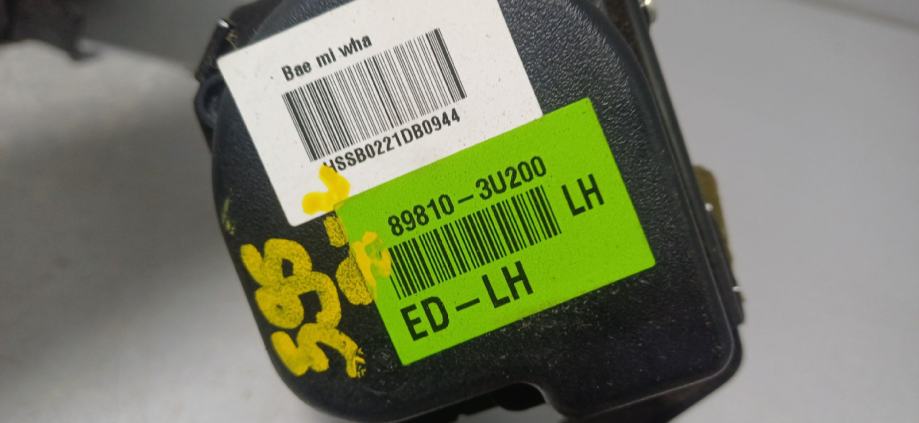 Bae mi wha
HSSB0221DB0944
89810-3U200
LH
ED-LH